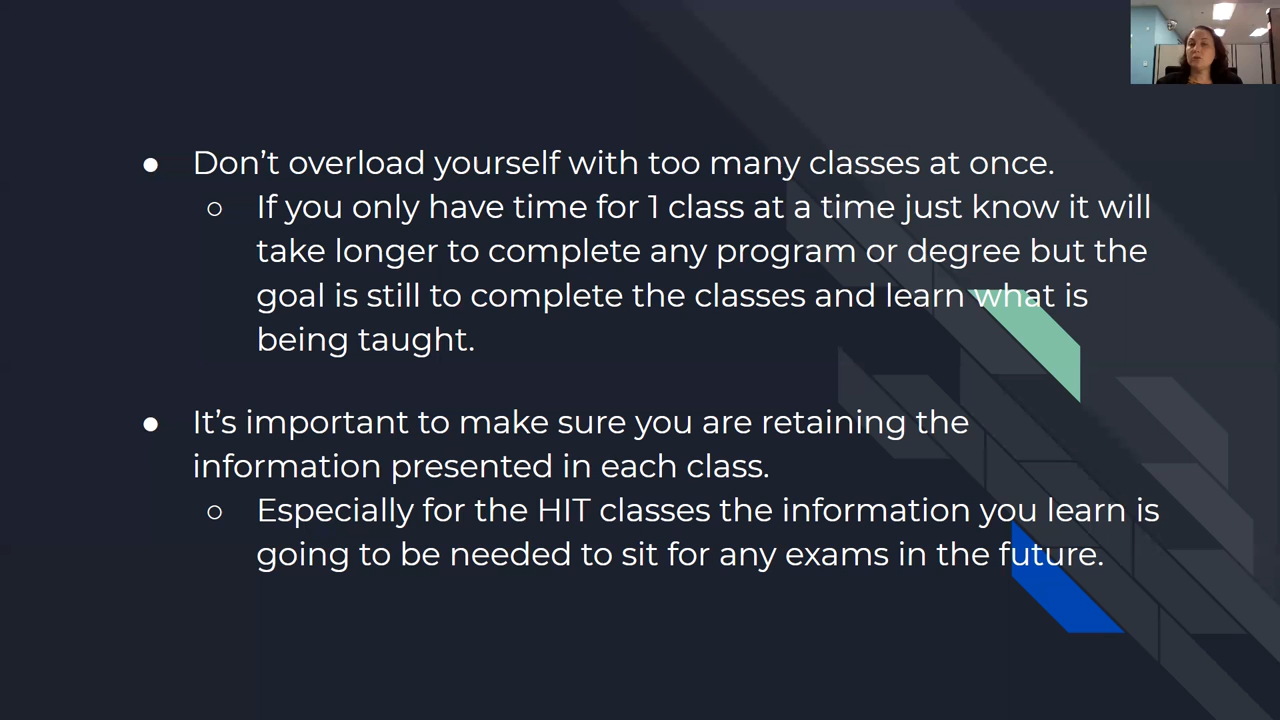 ● Don’t overload yourself with too many classes at once.
○ If you only have time for 1 class at a time just know it will
take longer to complete any program or degree but the
goal is still to complete the classes and learn what is
being taught.
● It’s important to make sure you are retaining the
information presented in each class.
○ Especially for the HIT classes the information you learn is
going to be needed to sit for any exams in the future.